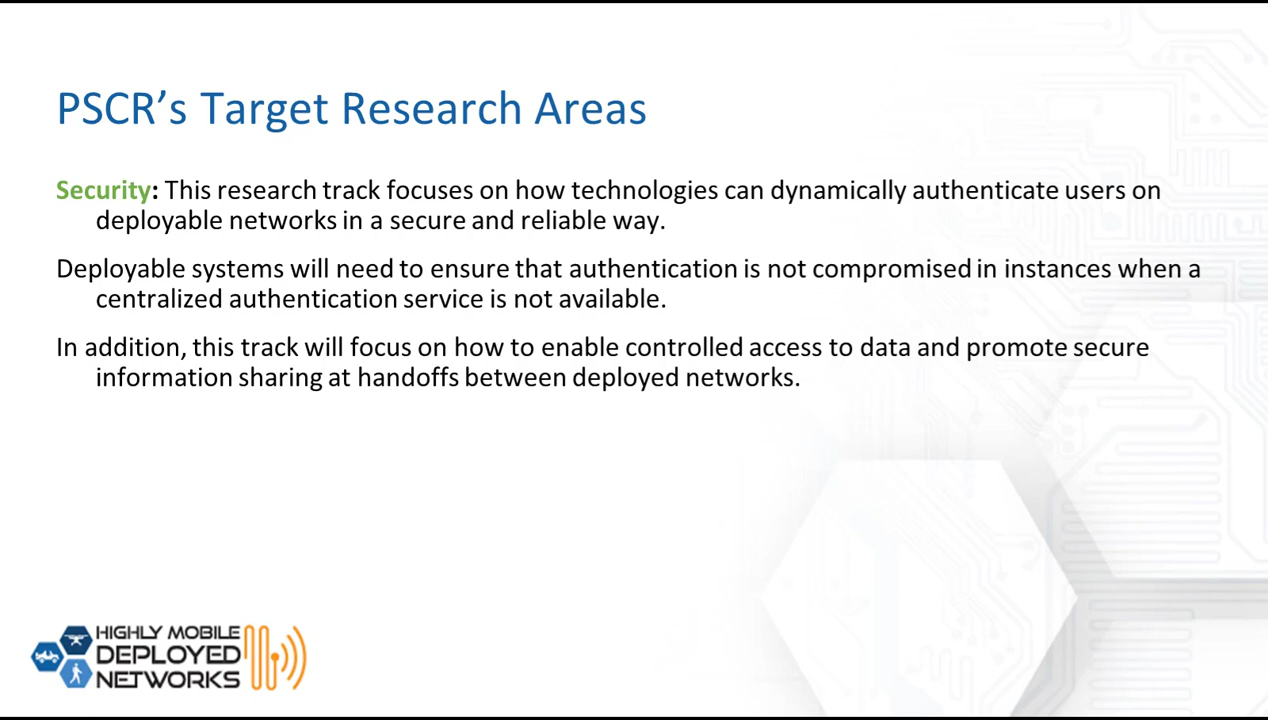 PSCR’s Target Research Areas
Security: This research track focuses on how technologies can dynamically authenticate users on
deployable networks in a secure and reliable way.
Deployable systems will need to ensure that authentication is not compromised in instances when a
centralized authentication service is not available.
In addition, this track will focus on how to enable controlled access to data and promote secure
information sharing at handoffs between deployed networks.
HIGHLY MOBILE
DEPLOYED
NETWORKS